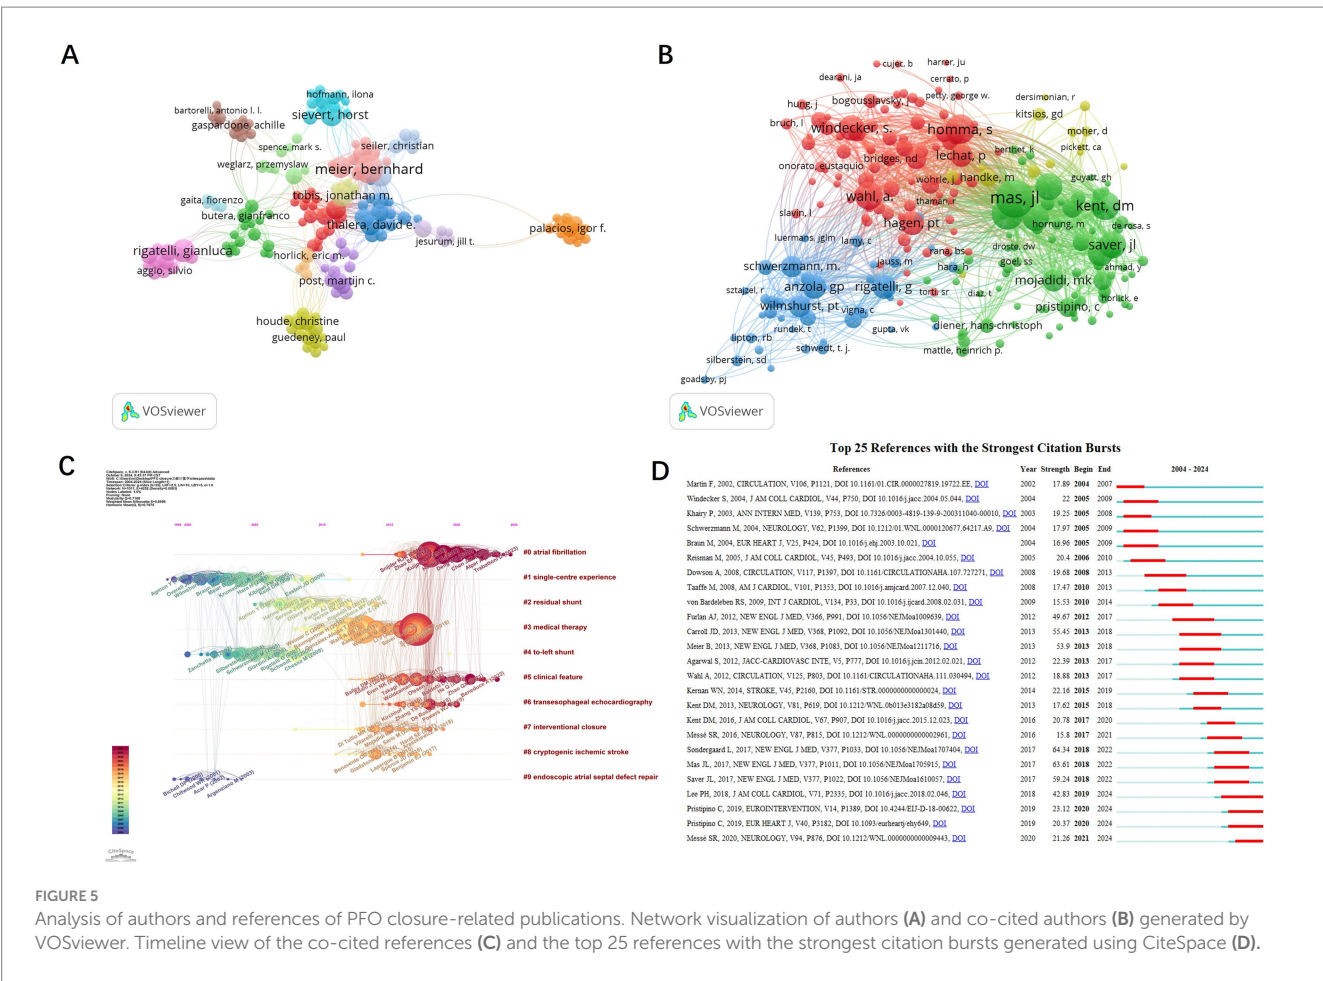 A
hofmann, ilona
bartorelli, antonio l. l.
sievert, horst
gaspardone, achille
spence, mark s.
seiler, christian
weglarz, przemyslaw
meier, bernhard
gaita, fiorenzo
tobis, jonathan m.
butera, gianfranco
thalera, david e.
palacios, igor f.
jesurum, jill t.
rigatelli, gianluca
horlick, eric m.
aggio, silvio
post, martijn c.
houde, christine
guedeney, paul
VOSviewer
B
cujec, b
harrer, ju
dearani, ja
cerrato, p
petty, george w.
hung, j
bogousslavsky, j
dersimonian, r
kitsios, gd
bruch, l
windecker, s.
homma, s
moher, d
berthet, k
pickett, ca
onorato, eustaquio
bridges, nd
lechat, p
wohrle, j
handke, m
guyatt, gh
wahl, a.
thaman, r
mas, jl
kent, dm
slavin, l
hagen, pt
hornung, m
de rosa, s
luermans, jglm
lamy, c
rana, bs
droste, dw
saver, jl
schwerzmann, m.
jauss, m
hara, h
goel, ss
ahmad, y
sztajzel, r
anzola, gp
rigatelli, g
torti, sr
diaz, t
mojadidi, mk
horlick, e
wilmshurst, pt
vigna, c
pristipino, c
rundek, t
gupta, vk
diener, hans-christoph
lipton, rb
schwedt, t. j.
mattle, heinrich p.
silberstein, sd
goadsby, pj
VOSviewer
C
#0 atrial fibrillation
#1 single-centre experience
#2 residual shunt
#3 medical therapy
#4 to-left shunt
#5 clinical feature
#6 transesophageal echocardiography
#7 interventional closure
#8 cryptogenic ischemic stroke
#9 endoscopic atrial septal defect repair
CiteSpace
D
Top 25 References with the Strongest Citation Bursts
References Year Strength Begin End 2004 - 2024
Martin F, 2002, CIRCULATION, V106, P1121, DOI 10.1161/01.CIR.0000027819.19722.EE, DOI 2002 17.89 2004 2007
Windecker S, 2004, J AM COLL CARDIOL, V44, P750, DOI 10.1016/j.jacc.2004.05.044, DOI 2004 22 2005 2009
Khairy P, 2003, ANN INTERN MED, V139, P753, DOI 10.7326/0003-4819-139-9-200311040-00010, DOI 2003 19.25 2005 2008
Schwerzmann M, 2004, NEUROLOGY, V62, P1399, DOI 10.1212/01.WNL.0000120677.64217.A9, DOI 2004 17.97 2005 2009
Braun M, 2004, EUR HEART J, V25, P424, DOI 10.1016/j.ehj.2003.10.021, DOI 2004 16.96 2005 2009
Reisman M, 2005, J AM COLL CARDIOL, V45, P493, DOI 10.1016/j.jacc.2004.10.055, DOI 2005 20.4 2006 2010
Dowson A, 2008, CIRCULATION, V117, P1397, DOI 10.1161/CIRCULATIONAHA.107.727271, DOI 2008 19.68 2008 2013
Taaffe M, 2008, AM J CARDIOL, V101, P1353, DOI 10.1016/j.amjcard.2007.12.040, DOI 2008 17.47 2010 2013
von Bardeleben RS, 2009, INT J CARDIOL, V134, P33, DOI 10.1016/j.ijcard.2008.02.031, DOI 2009 15.53 2010 2014
Furlan AJ, 2012, NEW ENGL J MED, V366, P991, DOI 10.1056/NEJMoa1009639, DOI 2012 49.67 2012 2017
Carroll JD, 2013, NEW ENGL J MED, V368, P1092, DOI 10.1056/NEJMoa1301440, DOI 2013 55.45 2013 2018
Meier B, 2013, NEW ENGL J MED, V368, P1083, DOI 10.1056/NEJMoa1211716, DOI 2013 53.9 2013 2018
Agarwal S, 2012, JACC-CARDIOVASC INTE, V5, P777, DOI 10.1016/j.jcin.2012.02.021, DOI 2012 22.39 2013 2017
Wahl A, 2012, CIRCULATION, V125, P803, DOI 10.1161/CIRCULATIONAHA.111.030494, DOI 2012 18.88 2013 2017
Kernan WN, 2014, STROKE, V45, P2160, DOI 10.1161/STR.0000000000000024, DOI 2014 22.16 2015 2019
Kent DM, 2013, NEUROLOGY, V81, P619, DOI 10.1212/WNL.0b013e3182a08d59, DOI 2013 17.62 2015 2018
Kent DM, 2016, J AM COLL CARDIOL, V67, P907, DOI 10.1016/j.jacc.2015.12.023, DOI 2016 20.78 2017 2020
Messé SR, 2016, NEUROLOGY, V87, P815, DOI 10.1212/WNL.0000000000002961, DOI 2016 15.8 2017 2021
Sondergaard L, 2017, NEW ENGL J MED, V377, P1033, DOI 10.1056/NEJMoa1707404, DOI 2017 64.34 2018 2022
Mas JL, 2017, NEW ENGL J MED, V377, P1011, DOI 10.1056/NEJMoa1705915, DOI 2017 63.61 2018 2022
Saver JL, 2017, NEW ENGL J MED, V377, P1022, DOI 10.1056/NEJMoa1610057, DOI 2017 59.24 2018 2022
Lee PH, 2018, J AM COLL CARDIOL, V71, P2335, DOI 10.1016/j.jacc.2018.02.046, DOI 2018 42.83 2019 2024
Pristipino C, 2019, EUROINTERVENTION, V14, P1389, DOI 10.4244/EIJ-D-18-00622, DOI 2019 23.12 2020 2024
Pristipino C, 2019, EUR HEART J, V40, P3182, DOI 10.1093/eurheartj/ehy649, DOI 2019 20.37 2020 2024
Messé SR, 2020, NEUROLOGY, V94, P876, DOI 10.1212/WNL.0000000000009443, DOI 2020 21.26 2021 2024
FIGURE 5
Analysis of authors and references of PFO closure-related publications. Network visualization of authors (A) and co-cited authors (B) generated by
VOSviewer. Timeline view of the co-cited references (C) and the top 25 references with the strongest citation bursts generated using CiteSpace (D).